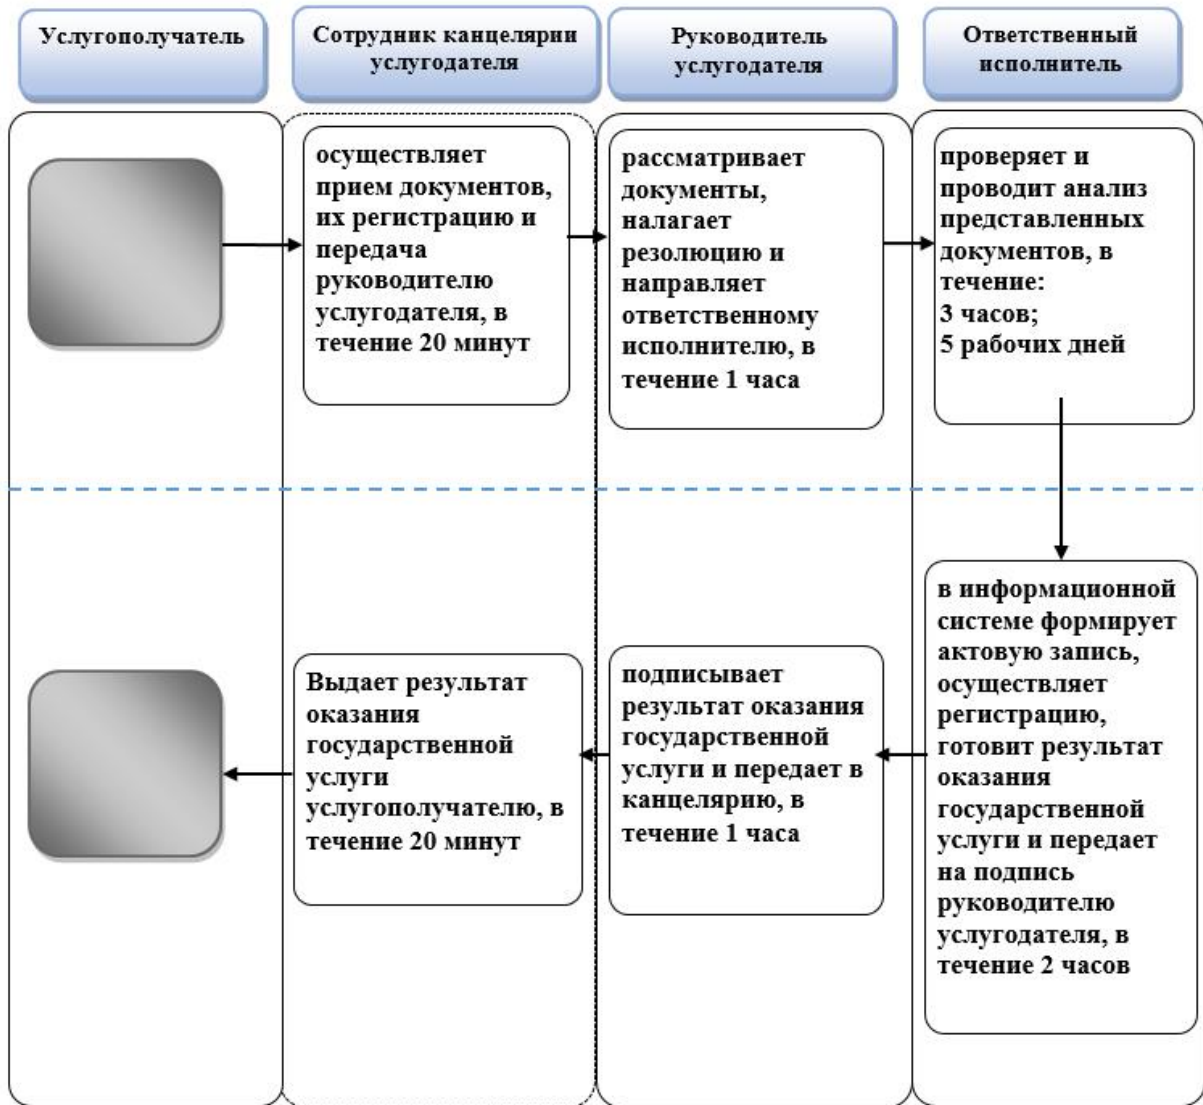 Услугополучатель
Сотрудник канцелярии
услугодателя
Руководитель
услугодателя
Ответственный
исполнитель
осуществляет
прием документов,
их регистрацию и
передача
руководителю
услугодателя, в
течение 20 минут
рассматривает
документы,
налагает
резолюцию и
направляет
ответственному
исполнителю, в
течение 1 часа
проверяет и
проводит анализ
представленных
документов, в
течение:
3 часов;
5 рабочих дней
в информационной
системе формирует
актовую запись,
осуществляет
регистрацию,
готовит результат
оказания
государственной
услуги и передает
на подпись
руководителю
услугодателя, в
течение 2 часов
подписывает
результат оказания
государственной
услуги и передает в
канцелярию, в
течение 1 часа
Выдает результат
оказания
государственной
услуги
услугополучателю, в
течение 20 минут